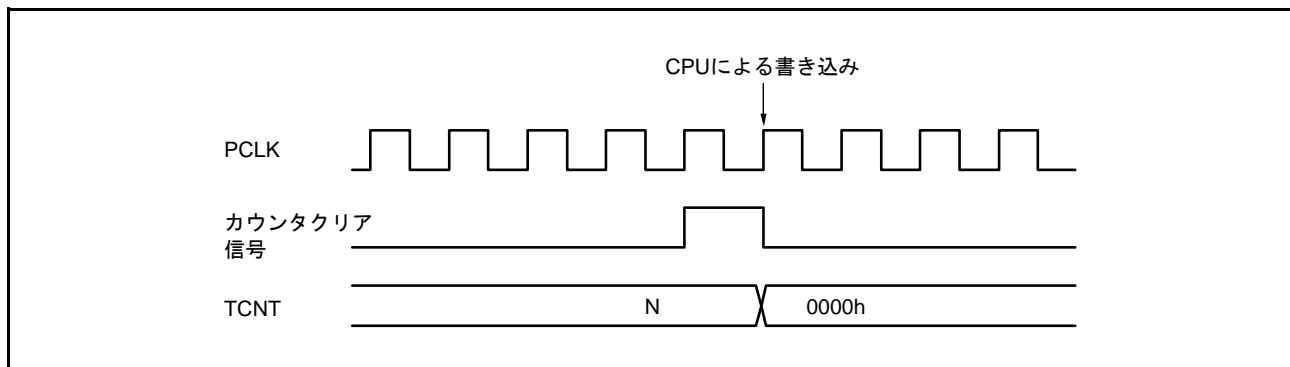 CPUによる書き込み
PCLK
カウンタクリア
信号
TCNT
N
0000h